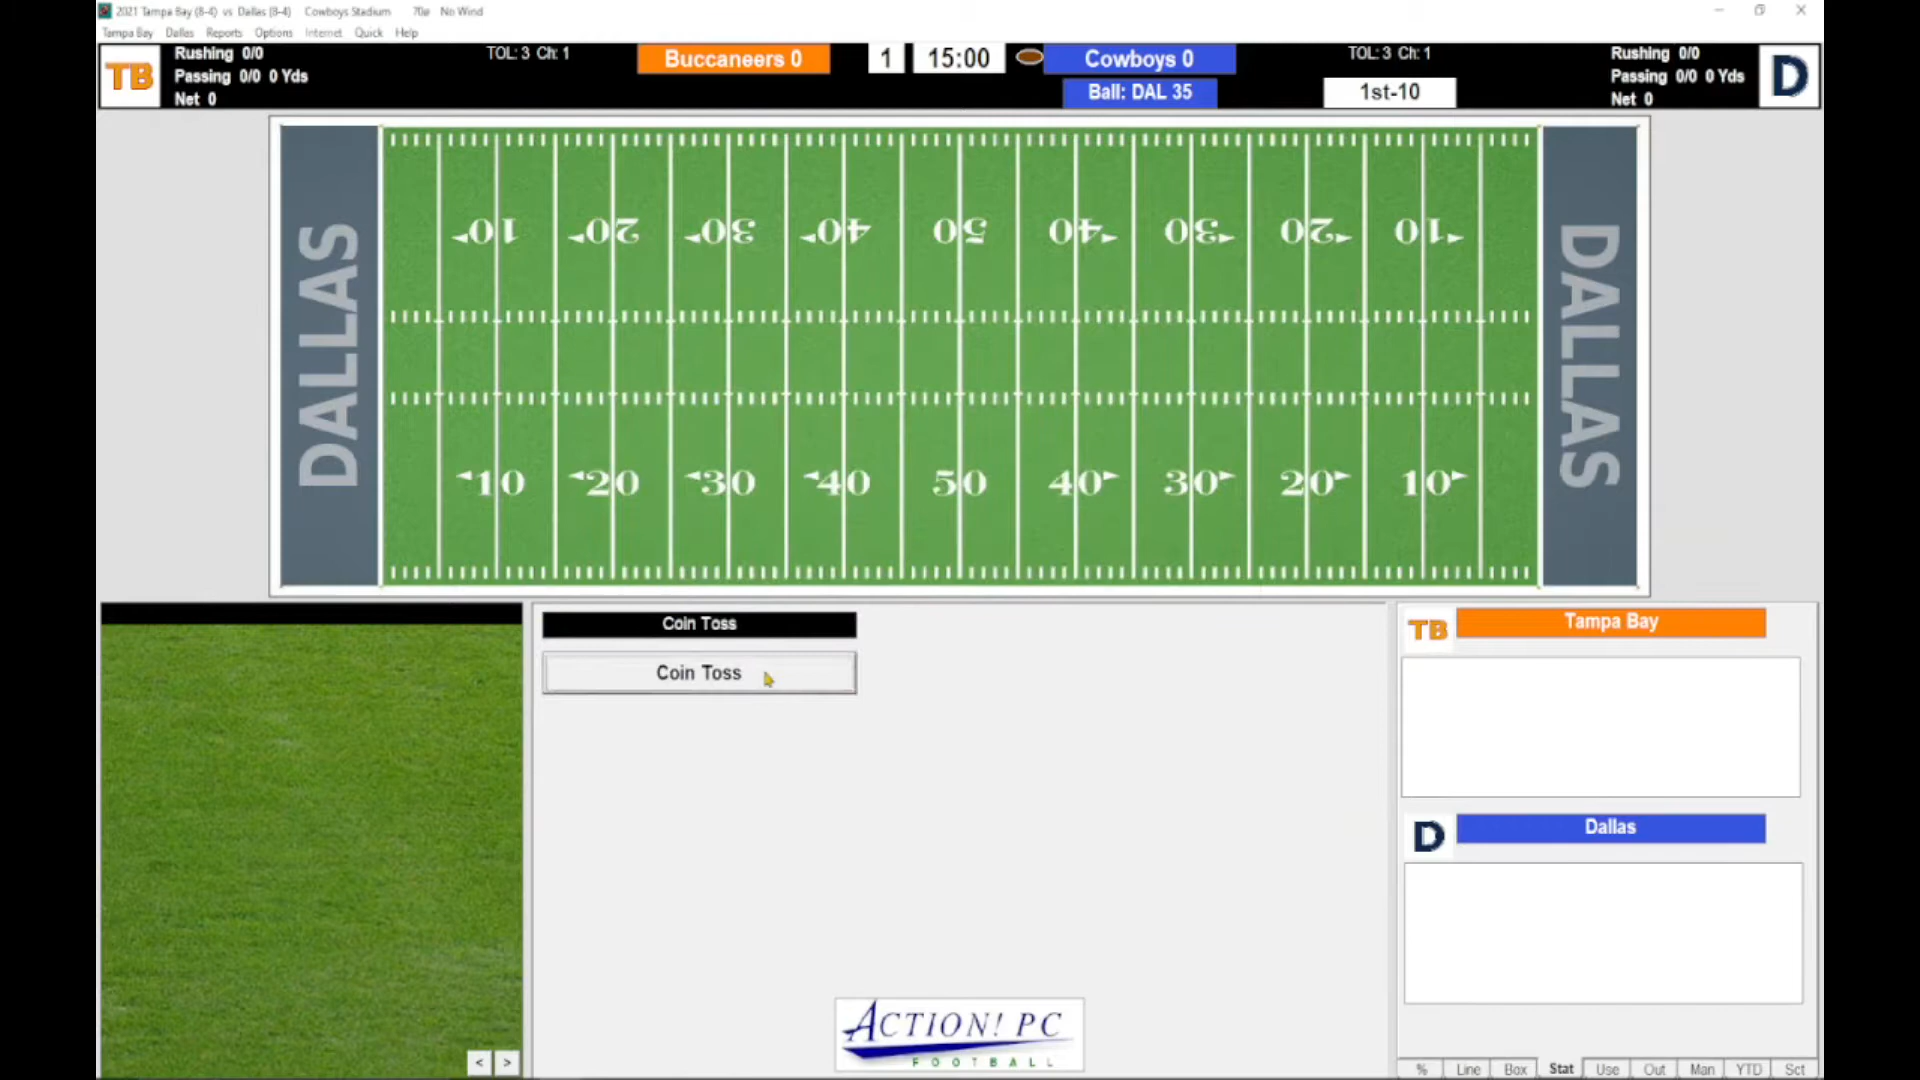 2021 Tampa Bay (8-4) vs Dallas (8-4) Cowboys Stadium 70ø No Wind
Tampa Bay Dallas Reports Options Internet Quick Help
TB
Rushing 0/0
Passing 0/0 0 Yds
Net 0
TOL: 3 Ch: 1
Buccaneers 0
1
15:00
Cowboys 0
Ball: DAL 35
TOL: 3 Ch: 1
1st-10
Rushing 0/0
Passing 0/0 0 Yds
Net 0
D
DALLAS
10 20 30 40 50 40 30 20 10
10 20 30 40 50 40 30 20 10
DALLAS
Coin Toss
Coin Toss
< >
ACTION! PC
FOOTBALL
TB
Tampa Bay
D
Dallas
% Line Box Stat Use Out Man YTD Sct